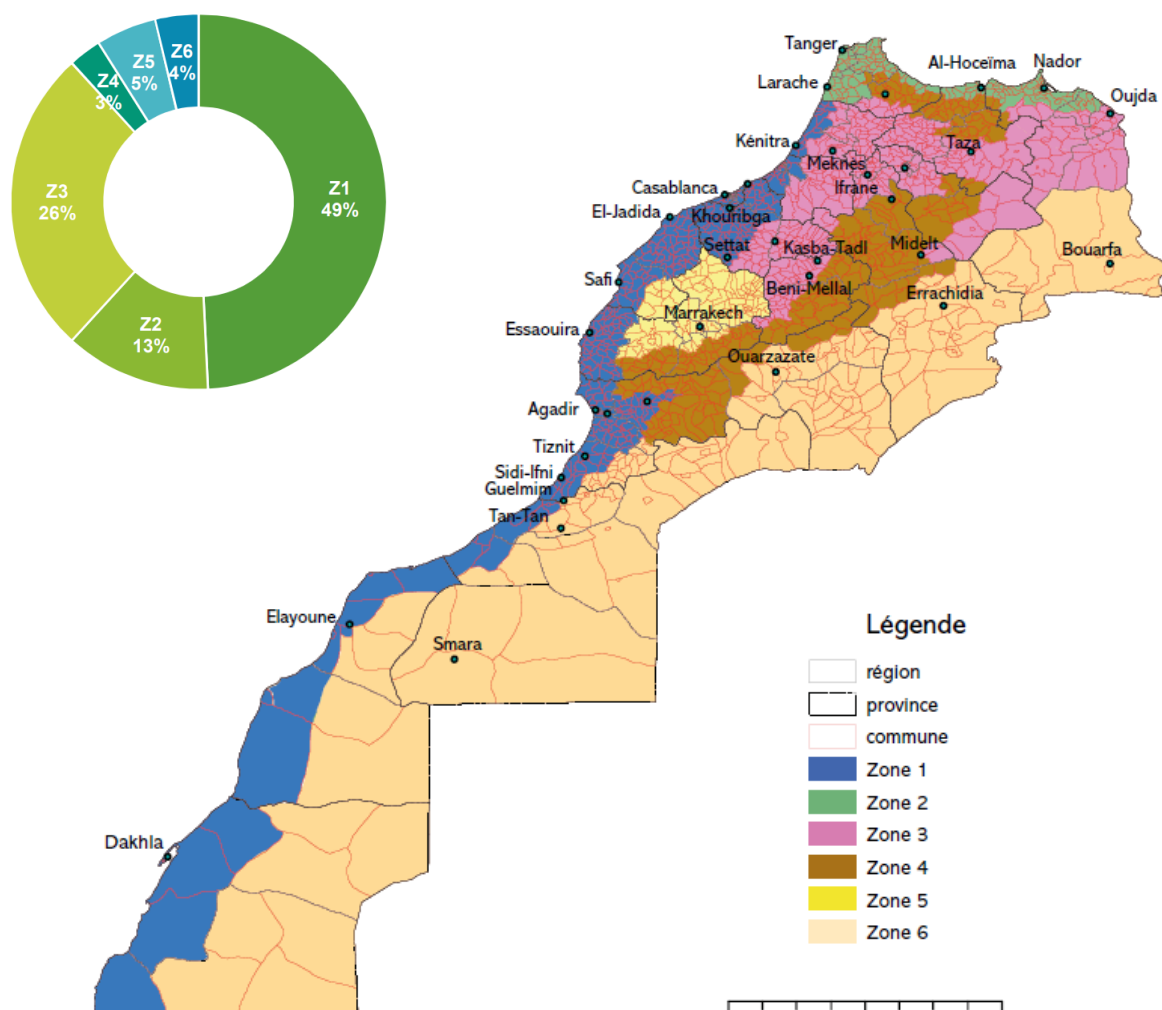 Z1
49%
Z2
13%
Z3
26%
Z4
3%
Z5
5%
Z6
4%
Tanger
Larache
Al-Hoceïma
Nador
Oujda
Kénitra
Meknes
Taza
Ifrane
Casablanca
El-Jadida
Khouribga
Settat
Kasba-Tadl
Midelt
Bouarfa
Safi
Beni-Mellal
Errachidia
Essaouira
Marrakech
Ouarzazate
Agadir
Tiznit
Sidi-Ifni
Guelmim
Tan-Tan
Elayoune
Smara
Dakhla
Légende
région
province
commune
Zone 1
Zone 2
Zone 3
Zone 4
Zone 5
Zone 6